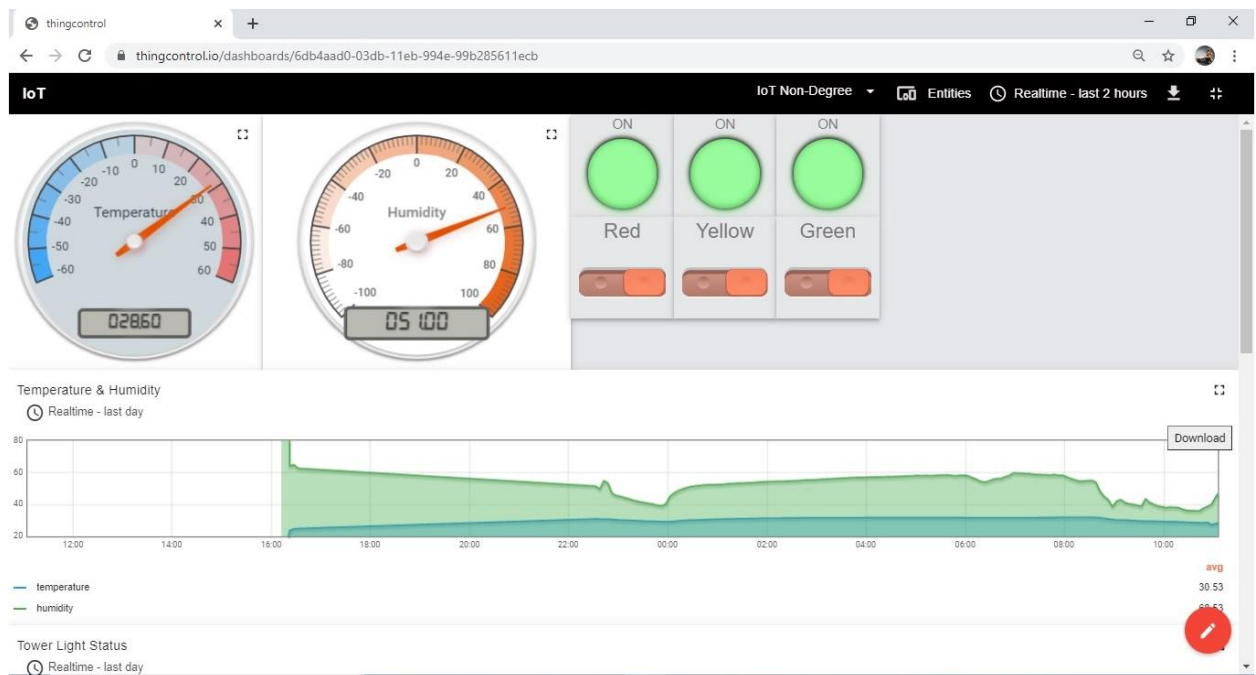 thingcontrol
thingcontrol.io/dashboards/6db4aad0-03db-11eb-994e-99b285611ecb
IoT
IoT Non-Degree
Entities
Realtime - last 2 hours
-60
-50
-40
-30
-20
-10
0
10
20
40
50
60
Temperature
028.60
-100
-80
-60
-40
-20
0
20
40
60
80
100
Humidity
051.00
ON ON ON
Red Yellow Green
Temperature & Humidity
Realtime - last day
Download
80
60
40
20
12:00 14:00 16:00 18:00 20:00 22:00 00:00 02:00 04:00 06:00 08:00 10:00
avg
temperature 30.53
humidity
Tower Light Status
Realtime - last day